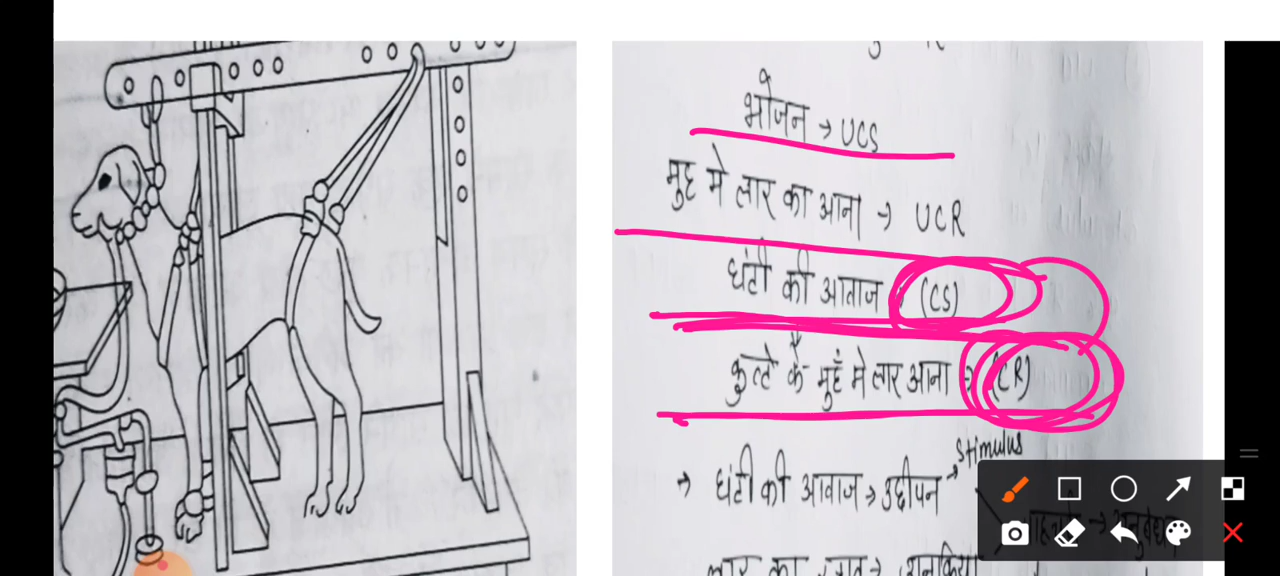 भोजन → UCS
मुह मे लार का आना → UCR
घंटी की आवाज → (CS)
कुत्ते के मुहं मे लार आना → (CR)
Stimulus
→ घंटी की आवाज → उद्दीपन →
लार का